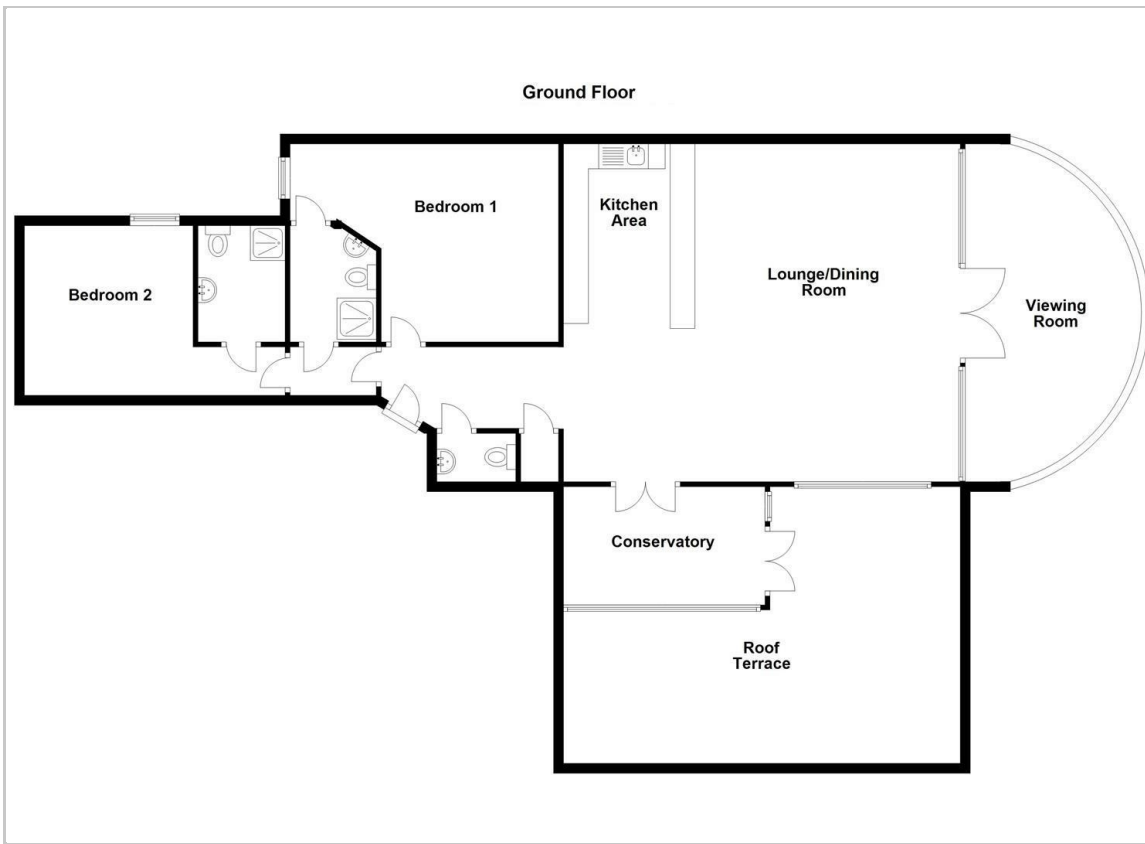 Ground Floor
Bedroom 1
Kitchen
Area
Lounge/Dining
Room
Bedroom 2
Viewing
Room
Conservatory
Roof
Terrace